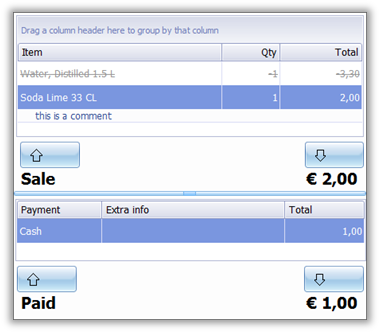 Drag a column header here to group by that column
Item Qty Total
Water, Distilled 1.5 L -1 -3,30
Soda Lime 33 CL 1 2,00
this is a comment
Sale € 2,00
Payment Extra info Total
Cash 1,00
Paid € 1,00